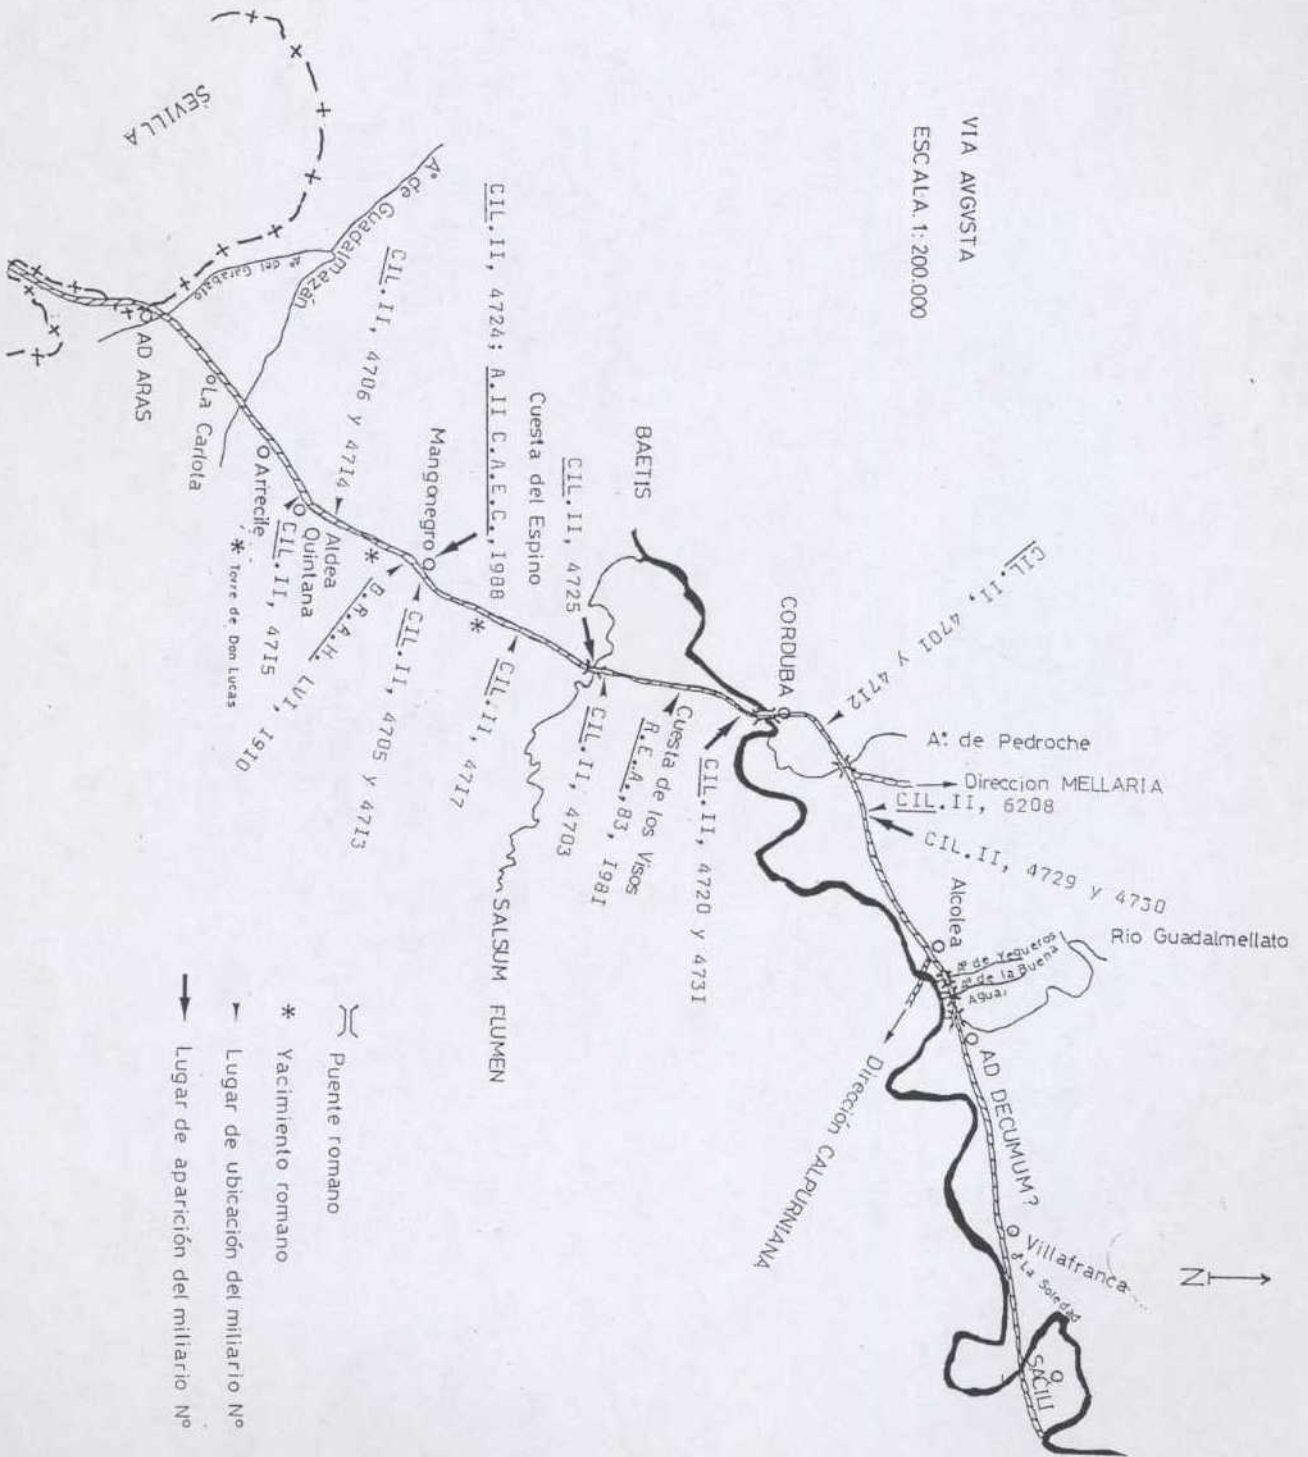 VIA AVGVSTA
ESCALA 1: 200.000
SEVILLA
Aº de Guadalmazán
Aº del Garabato
AD ARAS
La Carlota
Arrecife
Aldea
Quintana
CIL.II, 4715
* Torre de Don Lucas
CIL.II, 4706 y 4714
B.R.A.H. LVI, 1910
Mangonegro
CIL.II, 4724; A.II C.A.E.C., 1988
CIL.II, 4705 y 4713
CIL.II, 4717
Cuesta del Espino
CIL.II, 4725
CIL.II, 4703
SALSUM FLUMEN
BAETIS
Cuesta de los Visos
R.E.A., 83, 1981
CIL.II, 4720 y 4731
CORDUBA
CIL.II, 4701 y 4712
Aº de Pedroche
Direccion MELLARIA
CIL.II, 6208
CIL.II, 4729 y 4730
Alcolea
Aº de Yegueros
Aº de la Buena
Agua
Rio Guadalmellato
AD DECUMUM?
Dirección CALPURNIANA
Villafranca
La Soledad
SACILI
N
Puente romano
* Yacimiento romano
Lugar de ubicación del miliario Nº
Lugar de aparición del miliario Nº